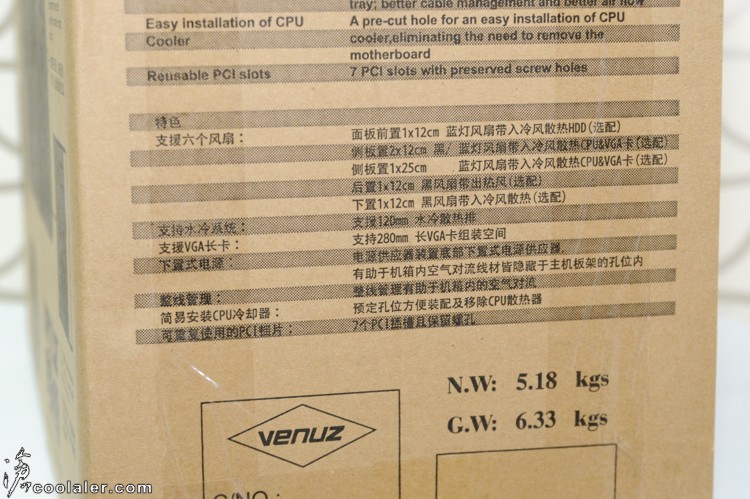 tray; better cable management and better air flow
Easy installation of CPU A pre-cut hole for an easy installation of CPU
Cooler cooler,eliminating the need to remove the
motherboard
Reusable PCI slots 7 PCI slots with preserved screw holes
特色
支援六个风扇： 面板前置1x12cm 蓝灯风扇带入冷风散热HDD(选配)
侧板置2x12cm 黑/ 蓝灯风扇带入冷风散热CPU&VGA卡(选配)
侧板置1x25cm 蓝灯风扇带入冷风散热CPU&VGA卡(选配)
后置1x12cm 黑风扇带出热风(选配)
下置1x12cm 黑风扇带入冷风散热(选配)
支持水冷系统： 支援120mm 水冷散热排
支援VGA长卡： 支持280mm 长VGA卡组装空间
下置式电源： 电源供应器装置底部下置式电源供应器,
有助于机箱内空气对流线材皆隐藏于主机板架的孔位内
整线管理： 整线管理有助于机箱内的空气对流
简易安装CPU冷却器： 预定孔位方便装配及移除CPU散热器
可重复使用的PCI档片： 7个PCI插槽且保留螺孔
N.W: 5.18 kgs
G.W: 6.33 kgs
venuz
C/NO.:
coolaler.com